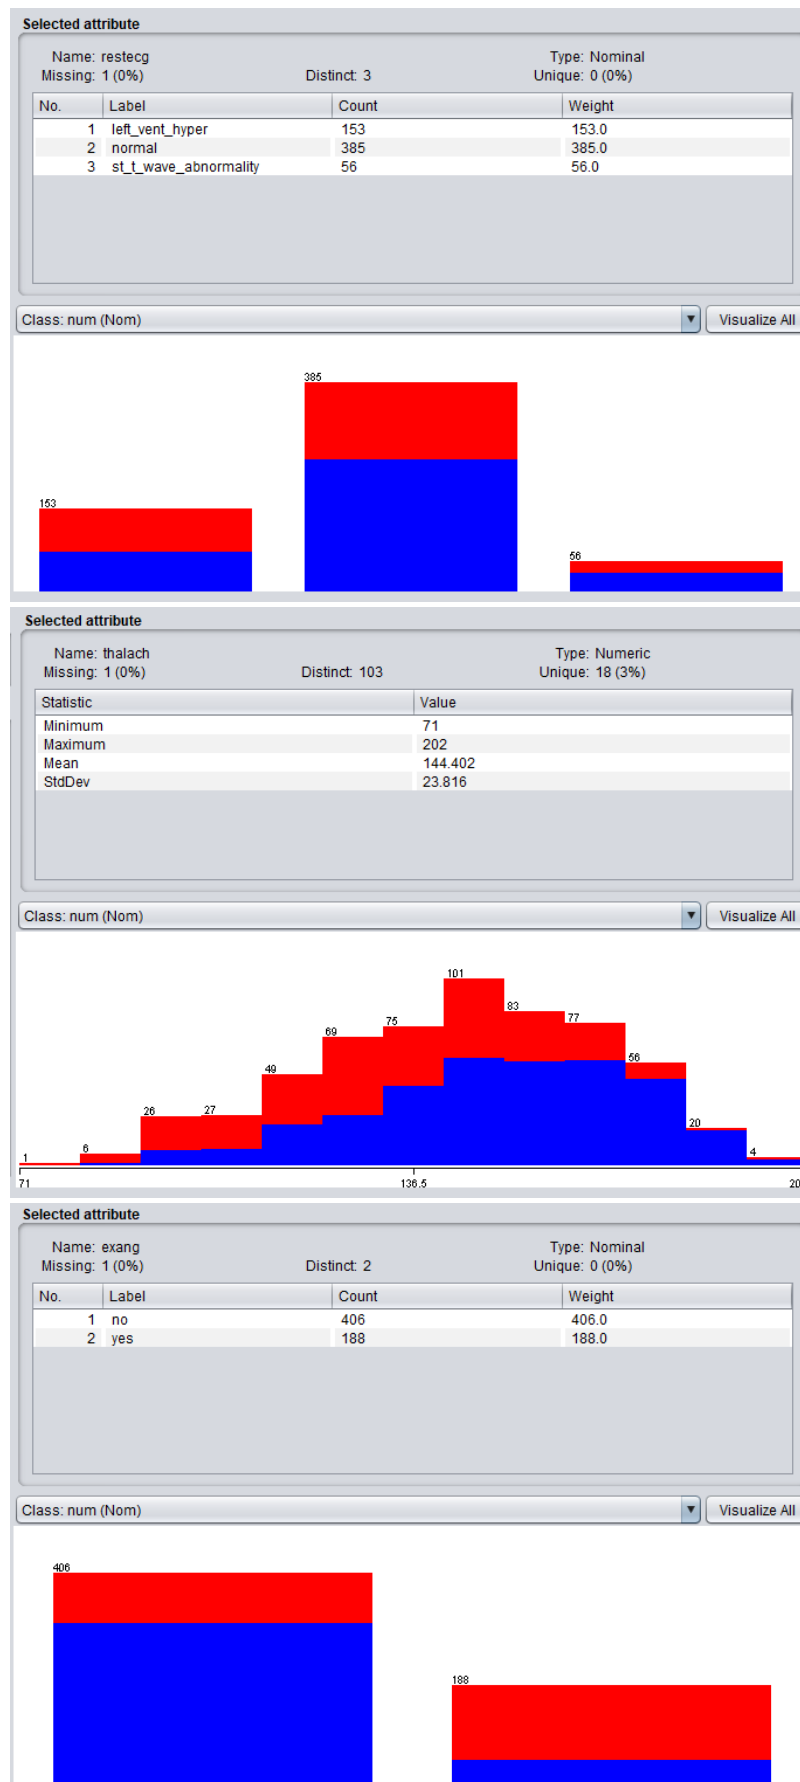 Selected attribute
Name: restecg Type: Nominal
Missing: 1 (0%) Distinct: 3 Unique: 0 (0%)
No. Label Count Weight
1 left_vent_hyper 153 153.0
2 normal 385 385.0
3 st_t_wave_abnormality 56 56.0
Class: num (Nom) Visualize All
385
153
56
Selected attribute
Name: thalach Type: Numeric
Missing: 1 (0%) Distinct: 103 Unique: 18 (3%)
Statistic Value
Minimum 71
Maximum 202
Mean 144.402
StdDev 23.816
Class: num (Nom) Visualize All
1 6 26 27 49 69 75 101 83 77 56 20 4
71 136.5 20
Selected attribute
Name: exang Type: Nominal
Missing: 1 (0%) Distinct: 2 Unique: 0 (0%)
No. Label Count Weight
1 no 406 406.0
2 yes 188 188.0
Class: num (Nom) Visualize All
406
188